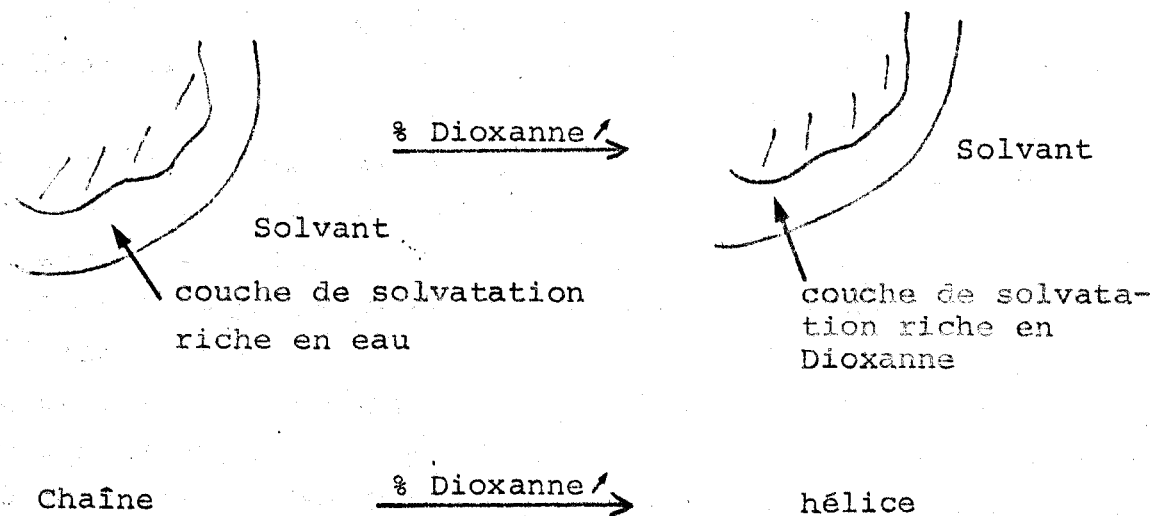 % Dioxanne ↗
Solvant
Solvant
couche de solvatation
riche en eau
couche de solvata-
tion riche en
Dioxanne
Chaîne
% Dioxanne ↗
hélice